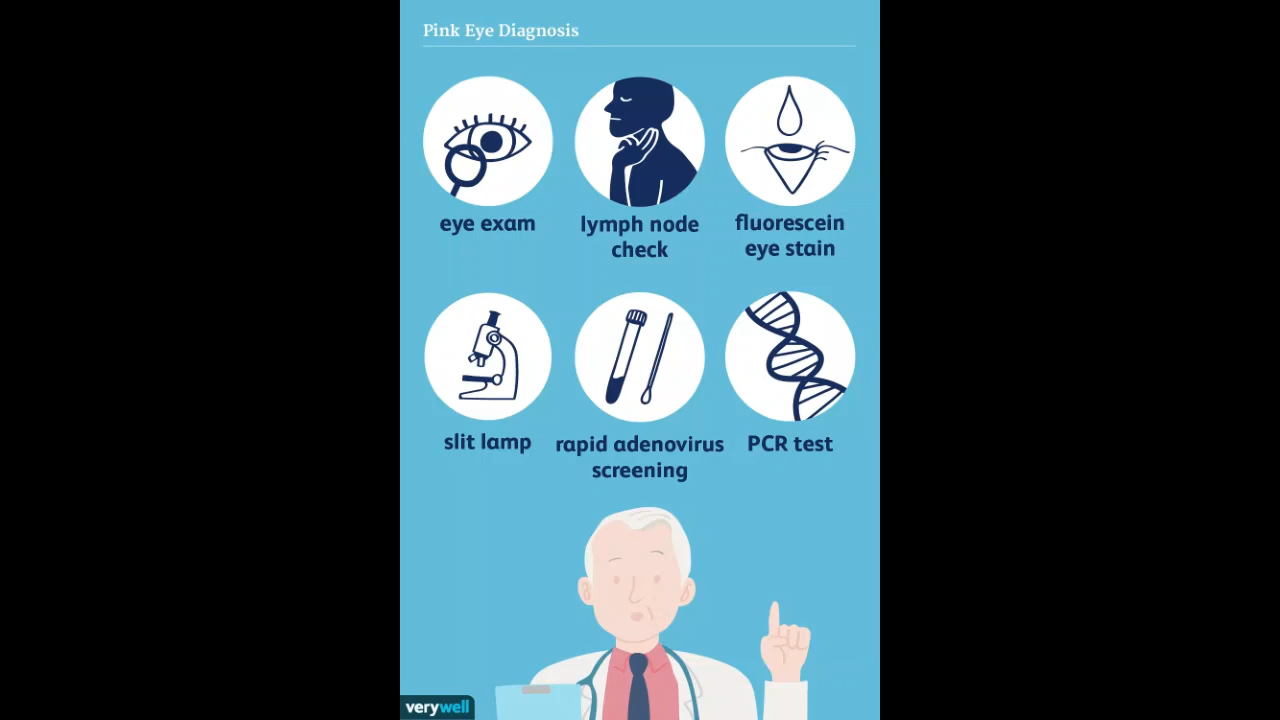 Pink Eye Diagnosis
eye exam
lymph node
check
fluorescein
eye stain
slit lamp
rapid adenovirus
screening
PCR test
verywell